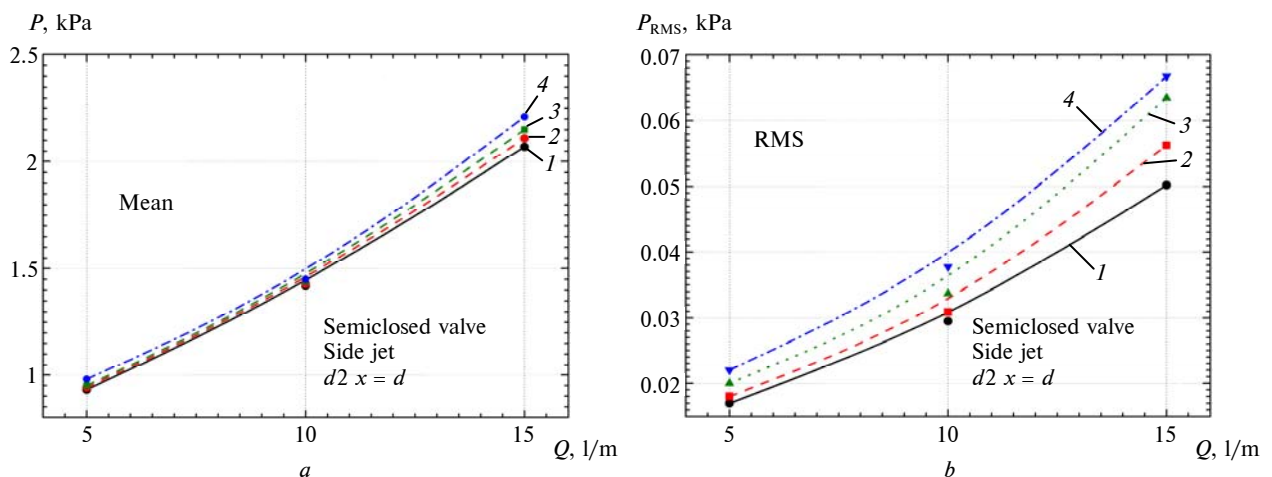 P, kPa
2.5
2
1.5
1
5
10
15
Q, l/m
Mean
4
3
2
1
Semiclosed valve
Side jet
d2 x = d
a
P_RMS, kPa
0.07
0.06
0.05
0.04
0.03
0.02
5
10
15
Q, l/m
RMS
4
3
2
1
Semiclosed valve
Side jet
d2 x = d
b